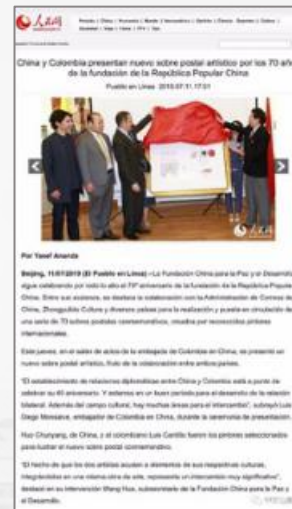 人民网
China y Colombia presentan nuevo sobre postal artístico por los 70 año
de la fundación de la República Popular China
Pueblo en Línea 2019:07:11.17:01
人民网
Por Yasef Ananda
Beijing, 11/07/2019 (El Pueblo en Línea) - La Fundación China para la Paz y el Desarrollo
sigue celebrando por todo lo alto el 70º aniversario de la fundación de la República Popular
China. Entre sus acciones, se destaca la colaboración con la Administración de Correos de
China, Zhongguibio Cultura y diversos países para la realización y puesta en circulación de
una serie de 70 sobres postales conmemorativos, creados por reconocidos pintores
internacionales.
Este jueves, en el salón de actos de la embajada de Colombia en China, se presentó un
nuevo sobre postal artístico, fruto de la colaboración entre ambos países.
"El establecimiento de relaciones diplomáticas entre China y Colombia está a punto de
celebrar su 40 aniversario. Y estamos en un buen período para el desarrollo de la relación
bilateral. Además del campo cultural, hay muchas áreas para el intercambio", subrayó Luis
Diego Monsalve, embajador de Colombia en China, durante la ceremonia de presentación.
Huo Chunyang, de China, y el colombiano Luis Cantillo fueron los pintores seleccionados
para ilustrar el nuevo sobre postal conmemorativo.
"El hecho de que los dos artistas acudan a elementos de sus respectivas culturas,
integrándolos en una misma obra de arte, representa un intercambio muy significativo",
destacó en su intervención Wang Hua, subsecretario de la Fundación China para la Paz y
el Desarrollo.